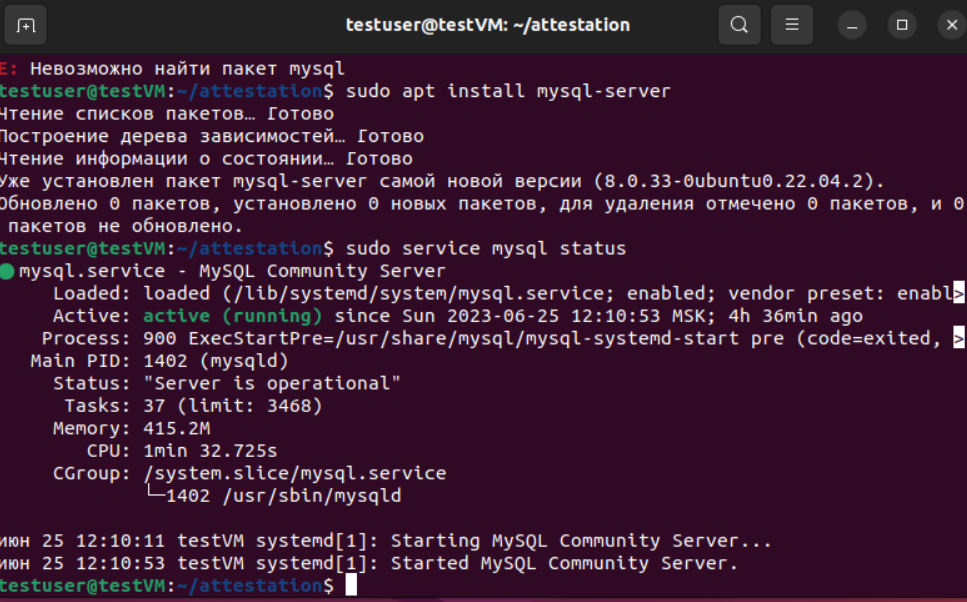 testuser@testVM: ~/attestation
E: Невозможно найти пакет mysql
testuser@testVM:~/attestation$ sudo apt install mysql-server
Чтение списков пакетов… Готово
Построение дерева зависимостей… Готово
Чтение информации о состоянии… Готово
Уже установлен пакет mysql-server самой новой версии (8.0.33-0ubuntu0.22.04.2).
Обновлено 0 пакетов, установлено 0 новых пакетов, для удаления отмечено 0 пакетов, и 0
пакетов не обновлено.
testuser@testVM:~/attestation$ sudo service mysql status
mysql.service - MySQL Community Server
Loaded: loaded (/lib/systemd/system/mysql.service; enabled; vendor preset: enabl>
Active: active (running) since Sun 2023-06-25 12:10:53 MSK; 4h 36min ago
Process: 900 ExecStartPre=/usr/share/mysql/mysql-systemd-start pre (code=exited, >
Main PID: 1402 (mysqld)
Status: "Server is operational"
Tasks: 37 (limit: 3468)
Memory: 415.2M
CPU: 1min 32.725s
CGroup: /system.slice/mysql.service
└─1402 /usr/sbin/mysqld
июн 25 12:10:11 testVM systemd[1]: Starting MySQL Community Server...
июн 25 12:10:53 testVM systemd[1]: Started MySQL Community Server.
testuser@testVM:~/attestation$